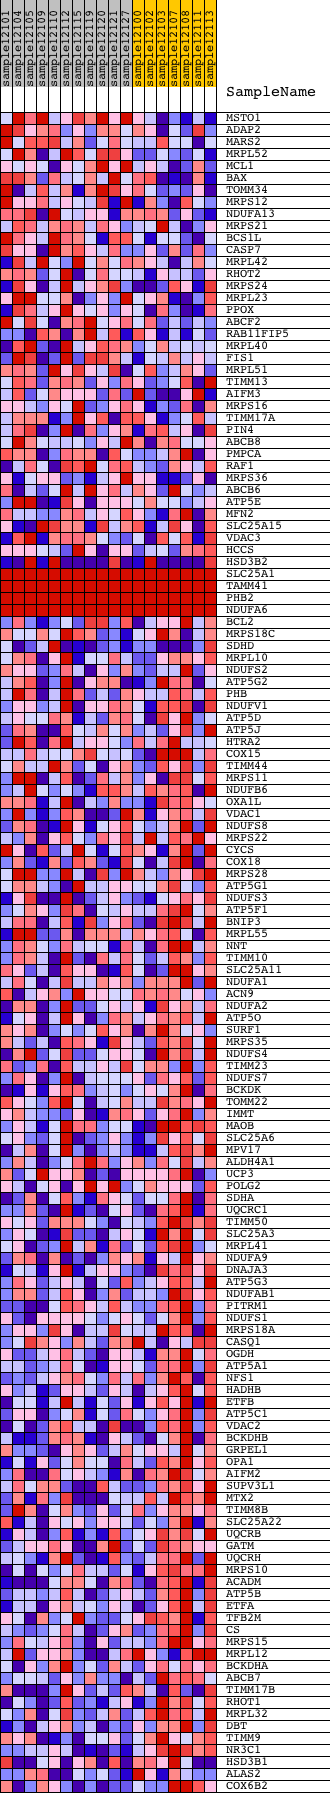 sample12101
sample12104
sample12105
sample12109
sample12110
sample12112
sample12115
sample12119
sample12120
sample12127
sample12100
sample12102
sample12103
sample12107
sample12108
sample12111
SampleName
MSTO1
ADAP2
MARS2
MRPL52
MCL1
BAX
TOMM34
MRPS12
NDUFA13
MRPS21
BCS1L
CASP7
MRPL42
RHOT2
MRPS24
MRPL23
PPOX
ABCF2
RAB11FIP5
MRPL40
FIS1
MRPL51
TIMM13
AIFM3
MRPS16
TIMM17A
PIN4
ABCB8
PMPCA
RAF1
MRPS36
ABCB6
ATP5E
MFN2
SLC25A15
VDAC3
HCCS
HSD3B2
SLC25A1
TAMM41
PHB2
NDUFA6
BCL2
MRPS18C
SDHD
MRPL10
NDUFS2
ATP5G2
PHB
NDUFV1
ATP5D
ATP5J
HTRA2
COX15
TIMM44
MRPS11
NDUFB6
OXA1L
VDAC1
NDUFS8
MRPS22
CYCS
COX18
MRPS28
ATP5G1
NDUFS3
ATP5F1
BNIP3
MRPL55
NNT
TIMM10
SLC25A11
NDUFA1
ACN9
NDUFA2
ATP5O
SURF1
MRPS35
NDUFS4
TIMM23
NDUFS7
BCKDK
TOMM22
IMMT
MAOB
SLC25A6
MPV17
ALDH4A1
UCP3
POLG2
SDHA
UQCRC1
TIMM50
SLC25A3
MRPL41
NDUFA9
DNAJA3
ATP5G3
NDUFAB1
PITRM1
NDUFS1
MRPS18A
CASQ1
OGDH
ATP5A1
NFS1
HADHB
ETFB
ATP5C1
VDAC2
BCKDHB
GRPEL1
OPA1
AIFM2
SUPV3L1
MTX2
TIMM8B
SLC25A22
UQCRB
GATM
UQCRH
MRPS10
ACADM
ATP5B
ETFA
TFB2M
CS
MRPS15
MRPL12
BCKDHA
ABCB7
TIMM17B
RHOT1
MRPL32
DBT
TIMM9
NR3C1
HSD3B1
ALAS2
COX6B2